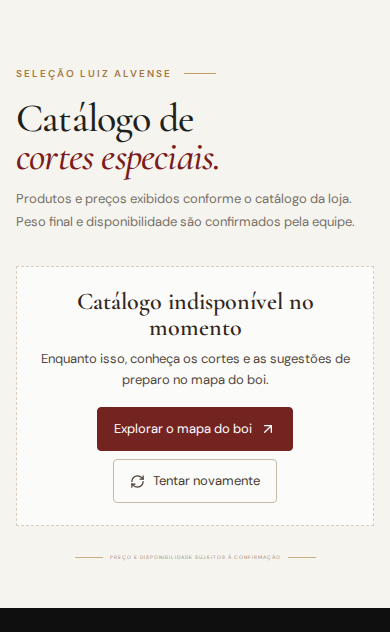 SELEÇÃO LUIZ ALVENSE
Catálogo de
cortes especiais.
Produtos e preços exibidos conforme o catálogo da loja.
Peso final e disponibilidade são confirmados pela equipe.
Catálogo indisponível no
momento
Enquanto isso, conheça os cortes e as sugestões de
preparo no mapa do boi.
Explorar o mapa do boi
Tentar novamente
PREÇO E DISPONIBILIDADE SUJEITOS À CONFIRMAÇÃO